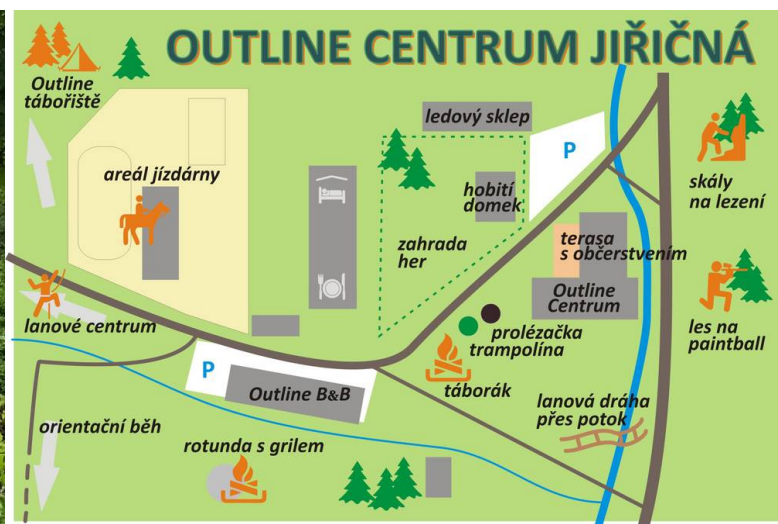 OUTLINE CENTRUM JIŘIČNÁ
Outline
tábořiště
areál jízdárny
ledový sklep
P
hobití
domek
zahrada
her
terasa
s občerstvením
Outline
Centrum
skály
na lezení
les na
paintball
lanové centrum
prolézačka
trampolína
táborák
P
Outline B&B
lanová dráha
přes potok
orientační běh
rotunda s grilem